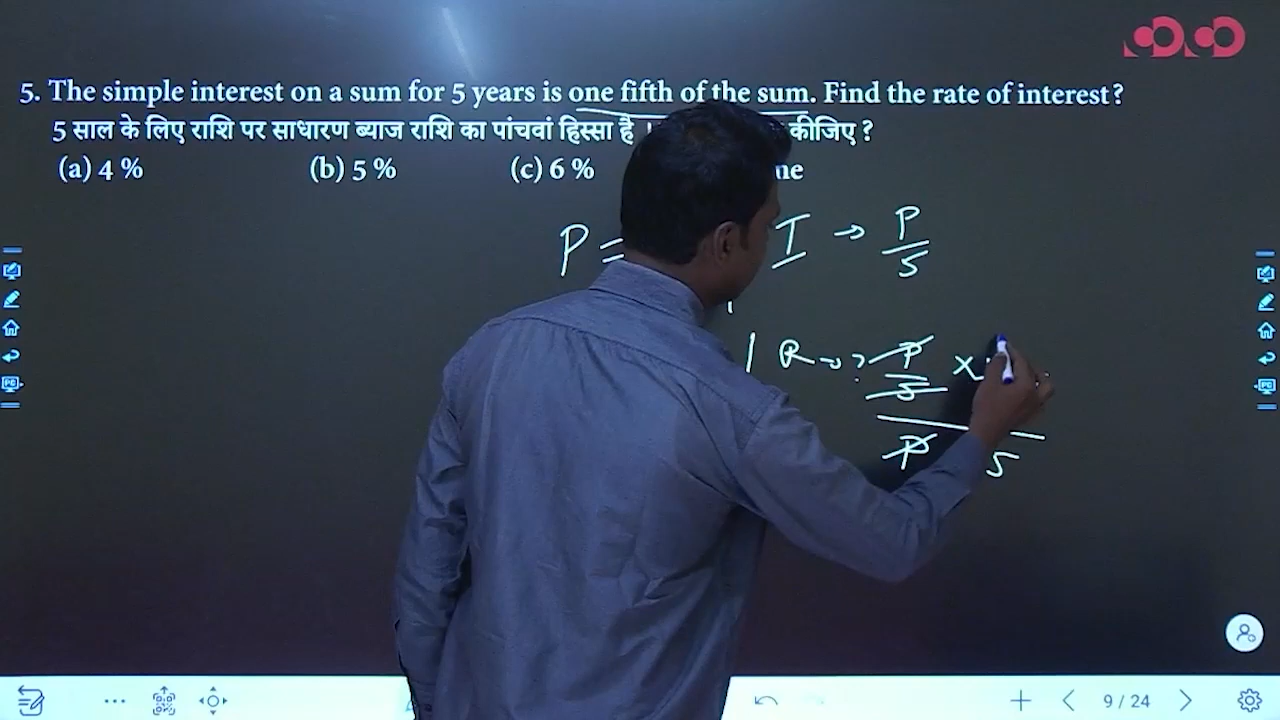 5. The simple interest on a sum for 5 years is one fifth of the sum. Find the rate of interest?
5 साल के लिए राशि पर साधारण ब्याज राशि का पांचवां हिस्सा है । कीजिए ?
(a) 4 % (b) 5 % (c) 6 %
P = I → P/5
R → ? P/5 ×
P 5
9 / 24